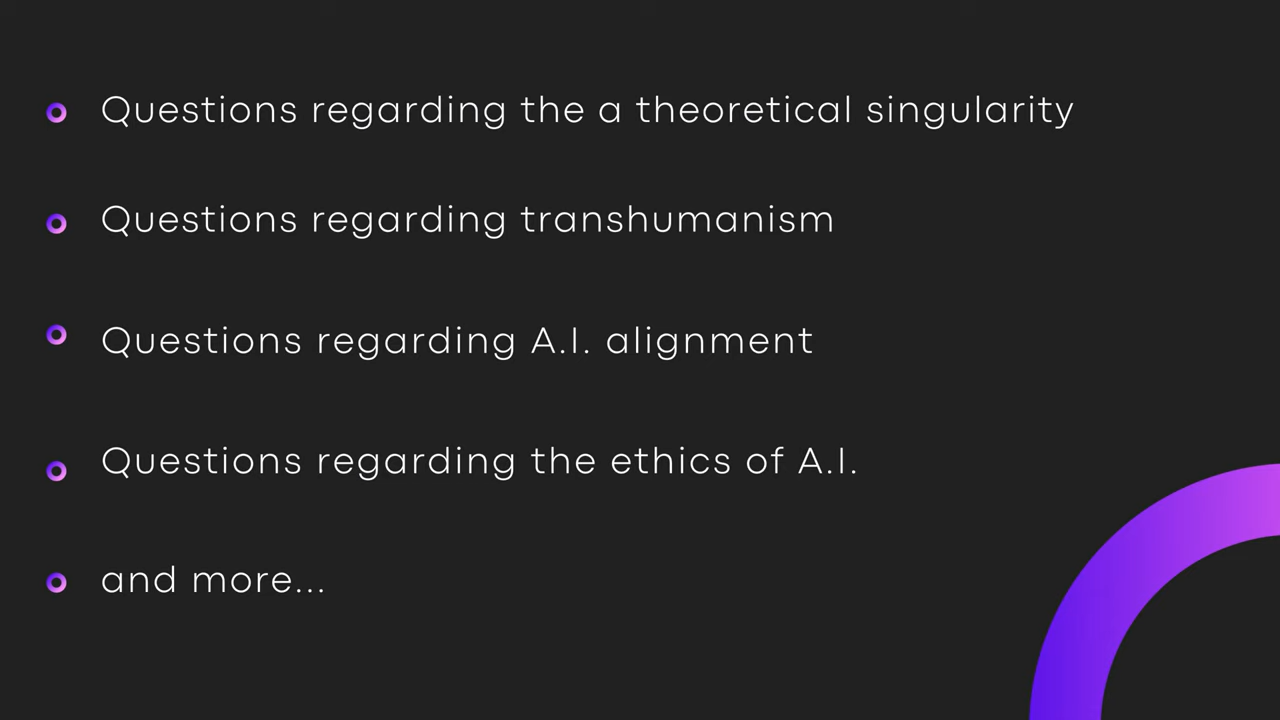 Questions regarding the a theoretical singularity
Questions regarding transhumanism
Questions regarding A.I. alignment
Questions regarding the ethics of A.I.
and more...